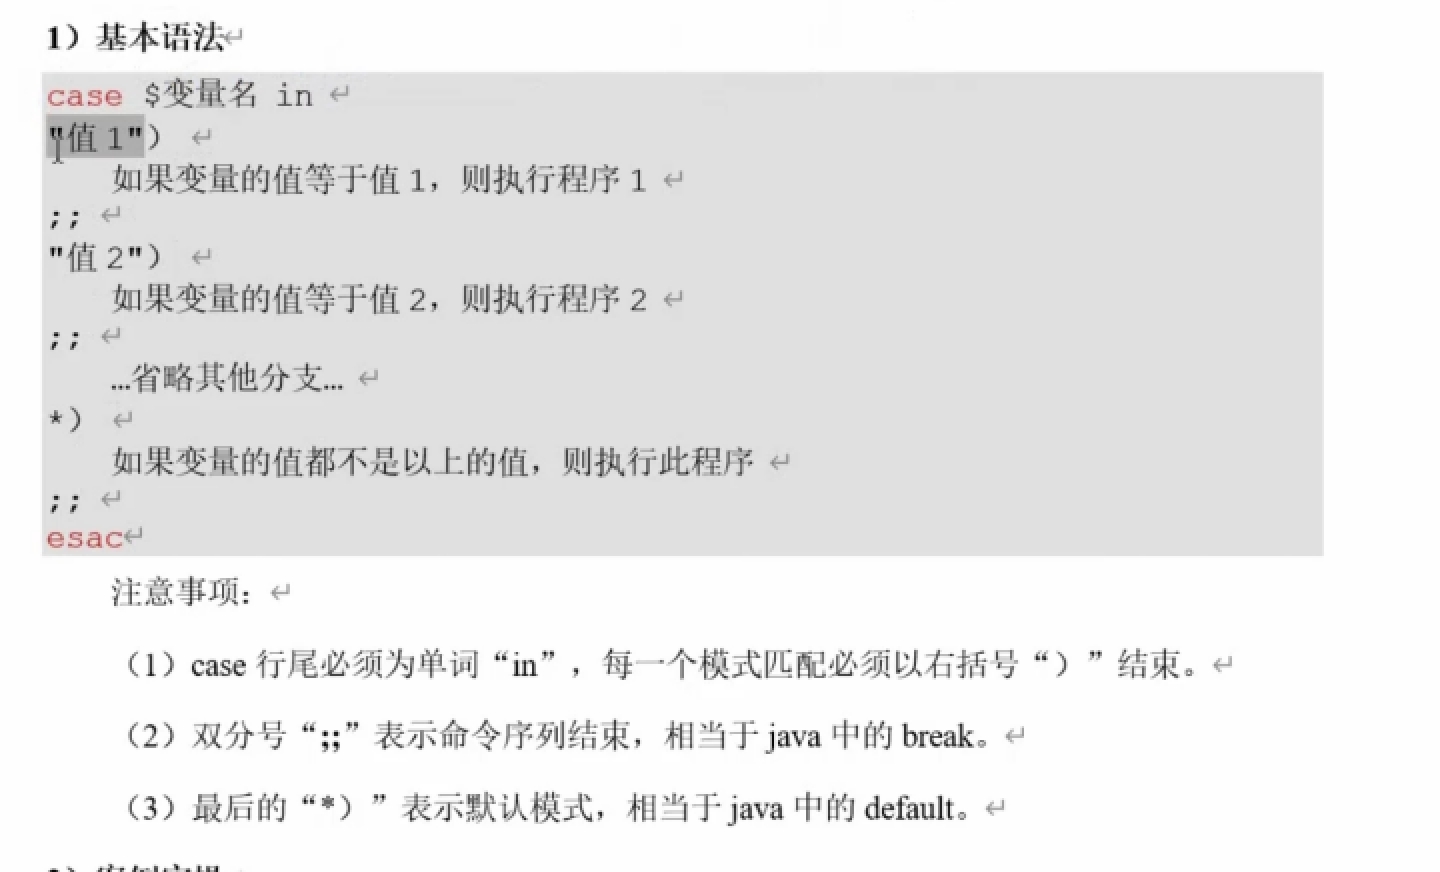 1）基本语法↵
case $变量名 in ↵
"值 1"） ↵
如果变量的值等于值 1，则执行程序 1 ↵
;; ↵
"值 2"） ↵
如果变量的值等于值 2，则执行程序 2 ↵
;; ↵
…省略其他分支… ↵
*） ↵
如果变量的值都不是以上的值，则执行此程序 ↵
;; ↵
esac↵
注意事项：↵
（1）case 行尾必须为单词“in”，每一个模式匹配必须以右括号“）”结束。↵
（2）双分号“;;”表示命令序列结束，相当于 java 中的 break。↵
（3）最后的“*）”表示默认模式，相当于 java 中的 default。↵